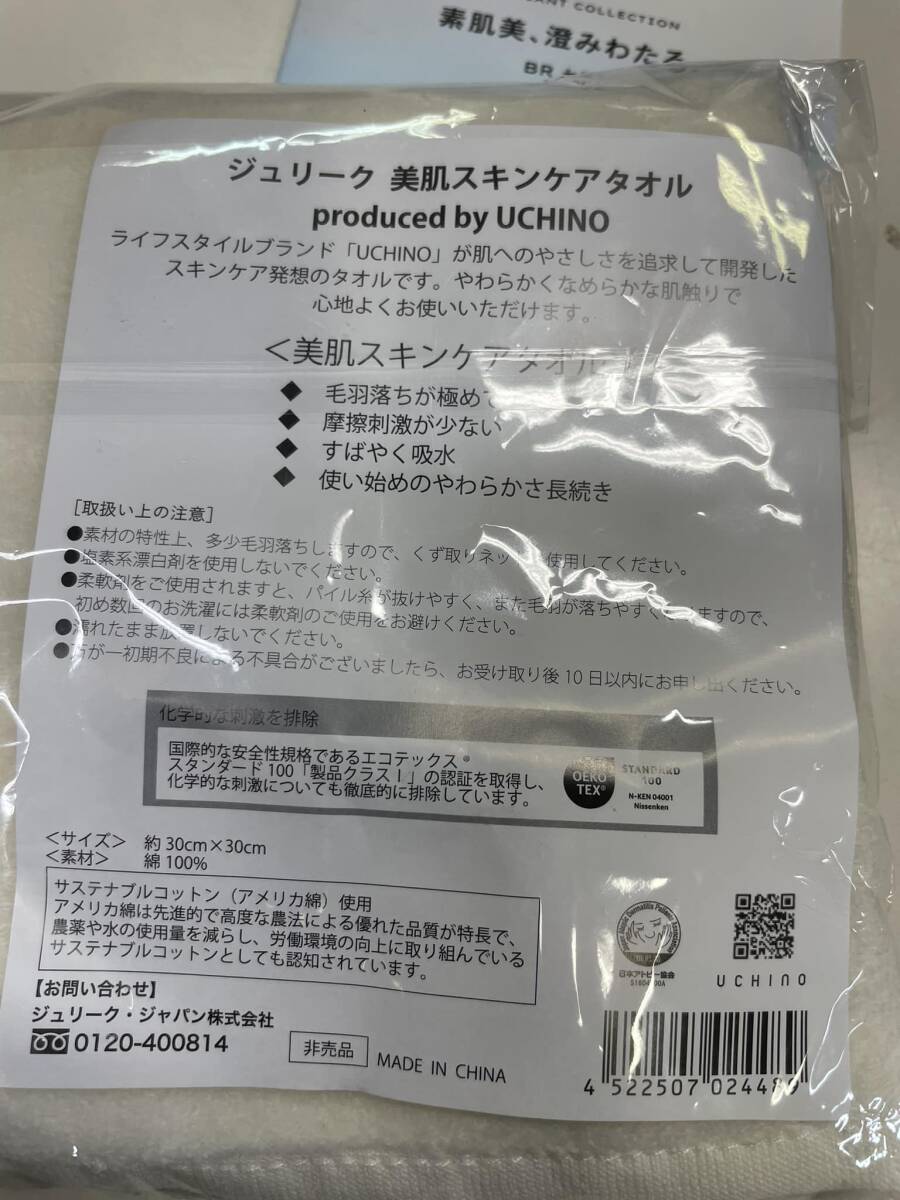 ANT COLLECTION
素肌美、澄みわたる
BR
ジュリーク 美肌スキンケアタオル
produced by UCHINO
ライフスタイルブランド「UCHINO」が肌へのやさしさを追求して開発した
スキンケア発想のタオルです。やわらかくなめらかな肌触りで
心地よくお使いいただけます。
＜美肌スキンケアタオル
◆ 毛羽落ちが極めて
◆ 摩擦刺激が少ない
◆ すばやく吸水
◆ 使い始めのやわらかさ長続き
［取扱い上の注意］
●素材の特性上、多少毛羽落ちしますので、くず取りネット 使用してください。
●塩素系漂白剤を使用しないでください。
●柔軟剤をご使用されますと、パイル糸が抜けやすく、また毛羽が落ちやすくなりますので、
初め数回のお洗濯には柔軟剤のご使用をお避けください。
●濡れたまま放置しないでください。
●万が一初期不良による不具合がございましたら、お受け取り後10日以内にお申し出ください。
化学的な刺激を排除
国際的な安全性規格であるエコテックス®
スタンダード100「製品クラスⅠ」の認証を取得し、
化学的な刺激についても徹底的に排除しています。
OEKO
TEX®
STANDARD
100
N-KEN 04001
Nissenken
＜サイズ＞ 約30cm×30cm
＜素材＞ 綿100%
サステナブルコットン（アメリカ綿）使用
アメリカ綿は先進的で高度な農法による優れた品質が特長で、
農薬や水の使用量を減らし、労働環境の向上に取り組んでいる
サステナブルコットンとしても認知されています。
日本アトピー協会
UCHINO
【お問い合わせ】
ジュリーク・ジャパン株式会社
0120-400814
非売品
MADE IN CHINA
4 522507 024489